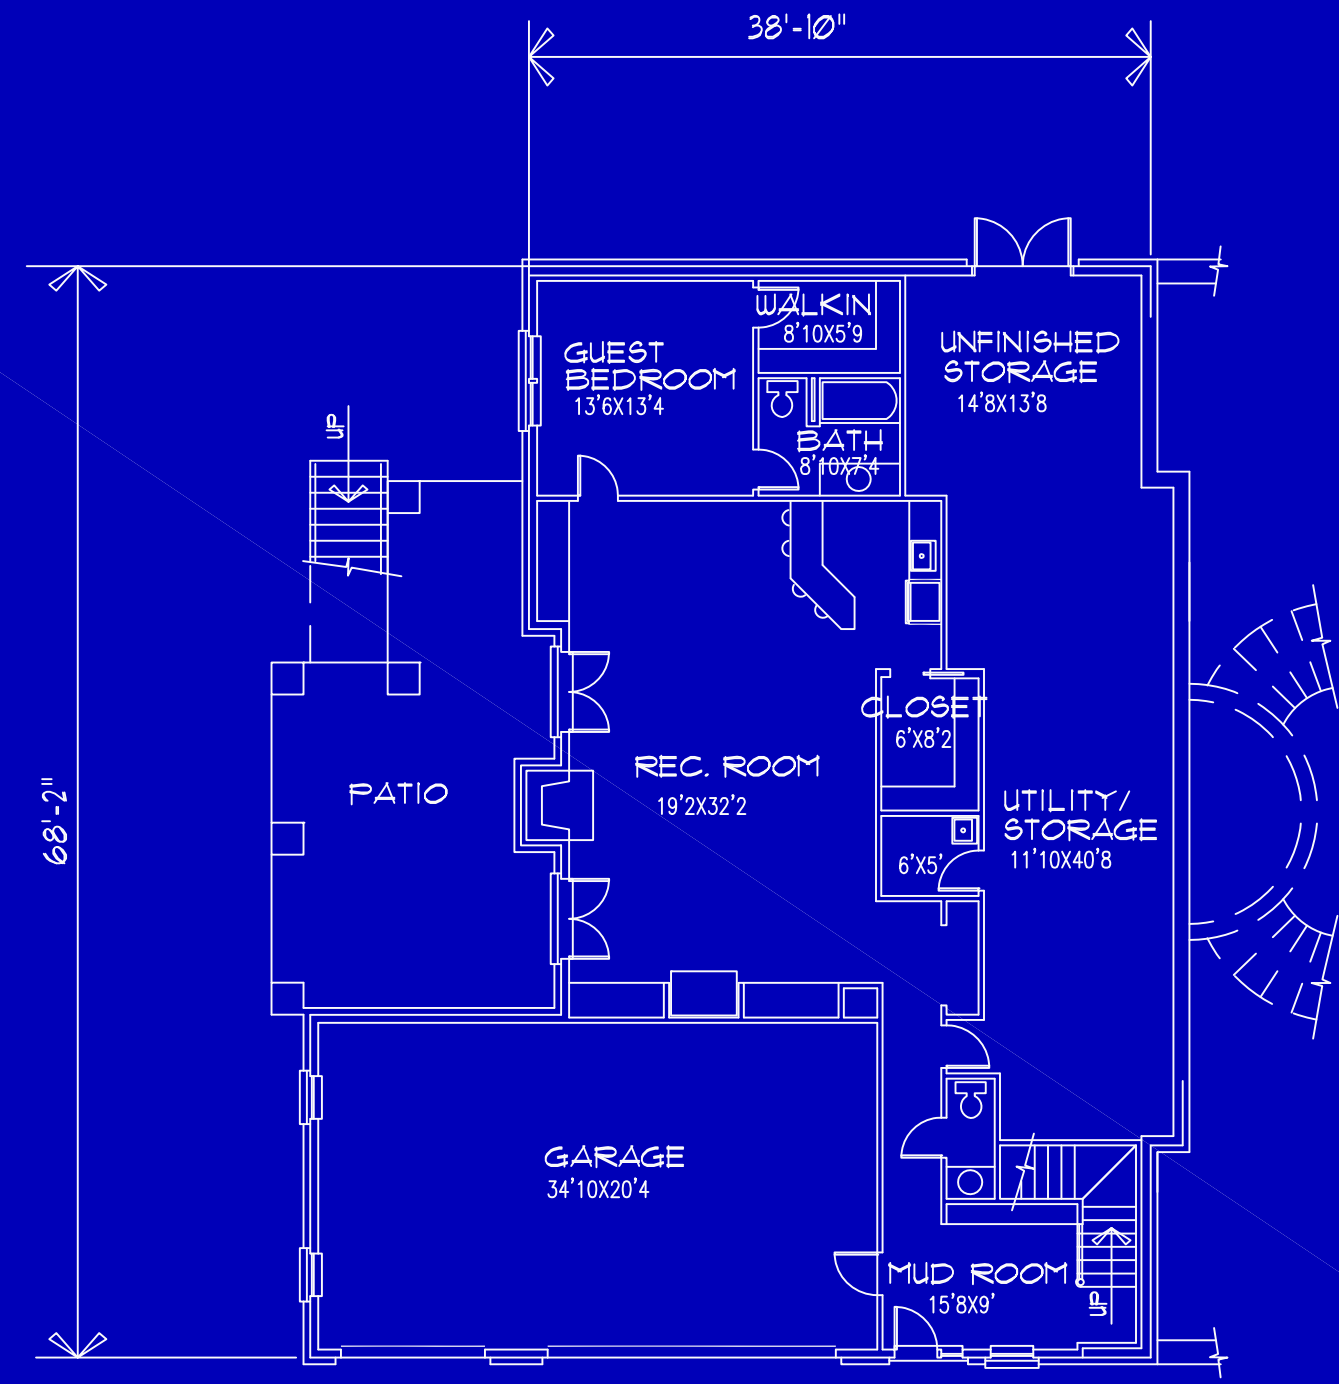 38'-10"
WALKIN
8'10X5'9
GUEST
BEDROOM
13'6X13'4
UNFINISHED
STORAGE
14'8X13'8
UP
BATH
8'10X7'4
CLOSET
6'X8'2
REC. ROOM
19'2X32'2
PATIO
68'-2"
UTILITY/
STORAGE
11'10X40'8
6'X5'
GARAGE
34'10X20'4
MUD ROOM
15'8X9'
UP